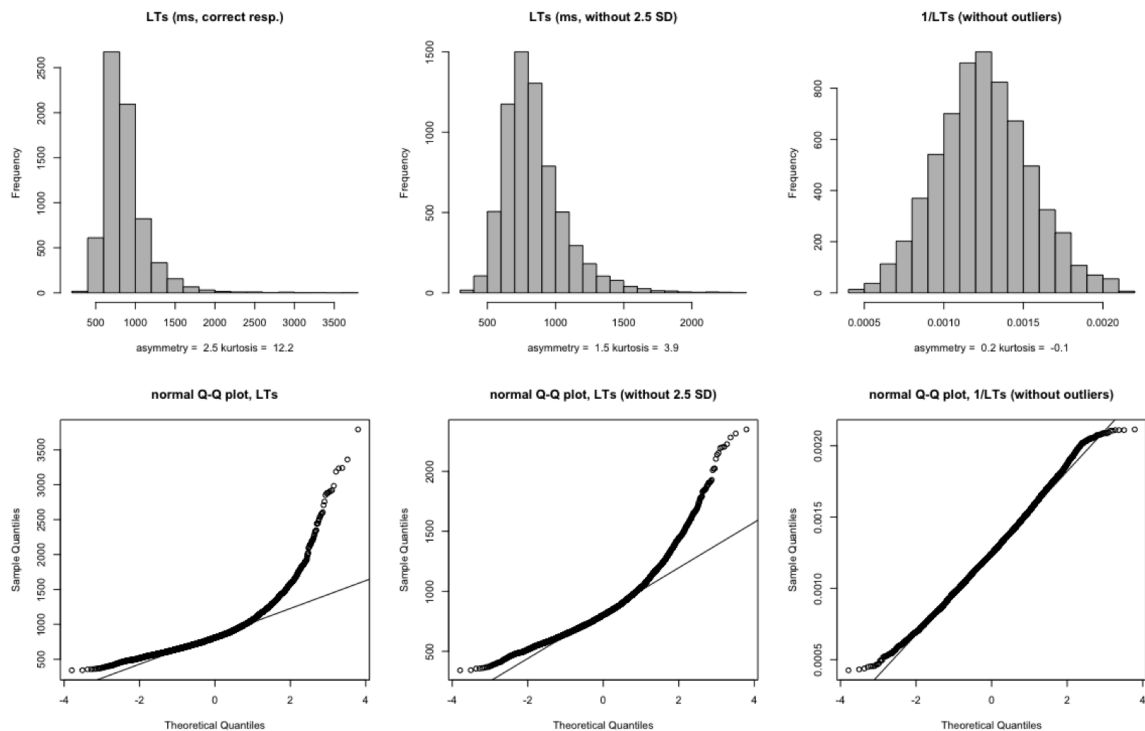 LTs (ms, correct resp.)
Frequency
0
500
1000
1500
2000
2500
500 1000 1500 2000 2500 3000 3500
asymmetry = 2.5 kurtosis = 12.2
LTs (ms, without 2.5 SD)
Frequency
0
500
1000
1500
500 1000 1500 2000
asymmetry = 1.5 kurtosis = 3.9
1/LTs (without outliers)
Frequency
0
200
400
600
800
0.0005 0.0010 0.0015 0.0020
asymmetry = 0.2 kurtosis = -0.1
normal Q-Q plot, LTs
Sample Quantiles
500
1000
1500
2000
2500
3000
3500
-4 -2 0 2 4
Theoretical Quantiles
normal Q-Q plot, LTs (without 2.5 SD)
Sample Quantiles
500
1000
1500
2000
-4 -2 0 2 4
Theoretical Quantiles
normal Q-Q plot, 1/LTs (without outliers)
Sample Quantiles
0.0005
0.0010
0.0015
0.0020
-4 -2 0 2 4
Theoretical Quantiles